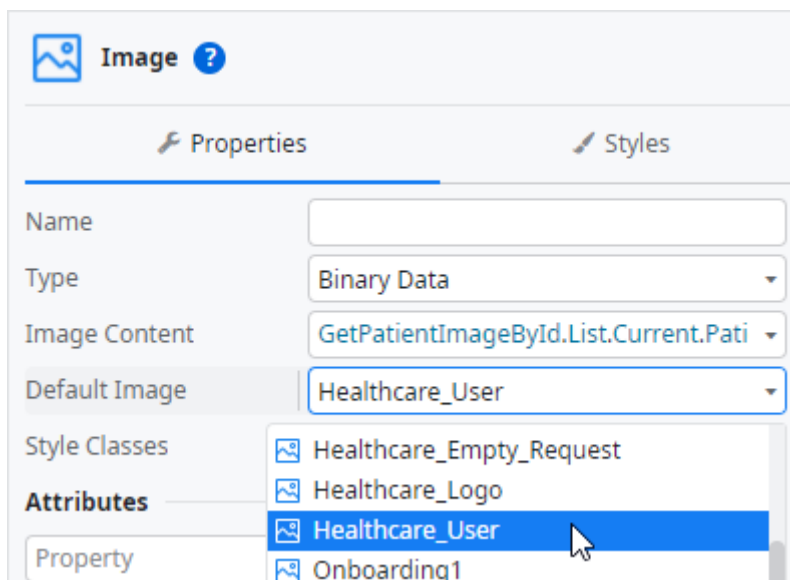 Image ?
Properties Styles
Name
Type Binary Data
Image Content GetPatientImageById.List.Current.Pati
Default Image Healthcare_User
Style Classes
Healthcare_Empty_Request
Healthcare_Logo
Attributes
Healthcare_User
Property
Onboarding1